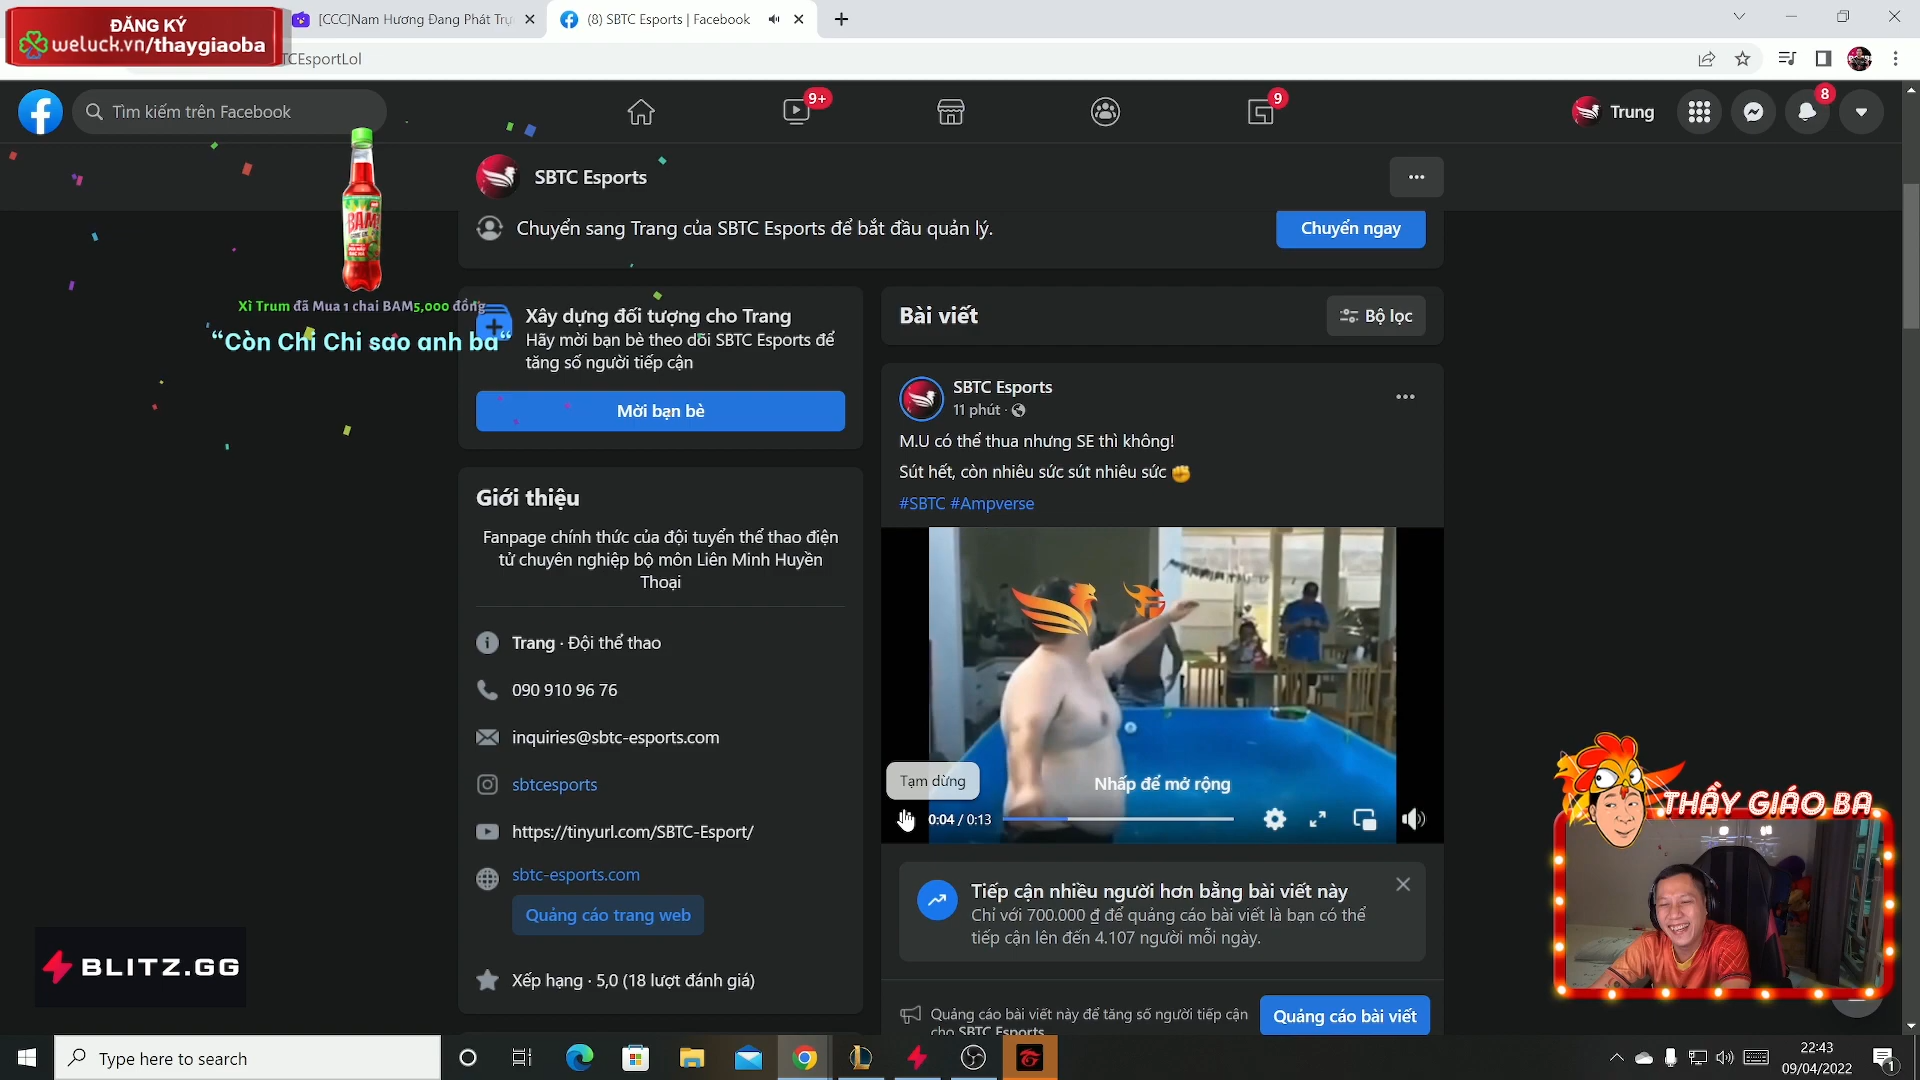 ĐĂNG KÝ
weluck.vn/thaygiaoba
[CCC]Nam Hương Đang Phát Trự
(8) SBTC Esports | Facebook
TCEsportLol
Tìm kiếm trên Facebook
9+
9
Trung
8
SBTC Esports
Chuyển sang Trang của SBTC Esports để bắt đầu quản lý.
Chuyển ngay
BAM
Xì Trum đã Mua 1 chai BAM5,000 đồng
“Còn Chi Chi sao anh ba“
Xây dựng đối tượng cho Trang
Hãy mời bạn bè theo dõi SBTC Esports để
tăng số người tiếp cận
Mời bạn bè
Bài viết
Bộ lọc
SBTC Esports
11 phút ·
M.U có thể thua nhưng SE thì không!
Sút hết, còn nhiêu sức sút nhiêu sức ✊
#SBTC #Ampverse
Giới thiệu
Fanpage chính thức của đội tuyển thể thao điện
tử chuyên nghiệp bộ môn Liên Minh Huyền
Thoại
Trang · Đội thể thao
090 910 96 76
inquiries@sbtc-esports.com
sbtcesports
https://tinyurl.com/SBTC-Esport/
sbtc-esports.com
Quảng cáo trang web
Xếp hạng · 5,0 (18 lượt đánh giá)
Tạm dừng
Nhấp để mở rộng
0:04 / 0:13
Tiếp cận nhiều người hơn bằng bài viết này
Chỉ với 700.000 ₫ để quảng cáo bài viết là bạn có thể
tiếp cận lên đến 4.107 người mỗi ngày.
Quảng cáo bài viết này để tăng số người tiếp cận
cho SBTC Esports
Quảng cáo bài viết
THẦY GIÁO BA
BLITZ.GG
Type here to search
22:43
09/04/2022
1